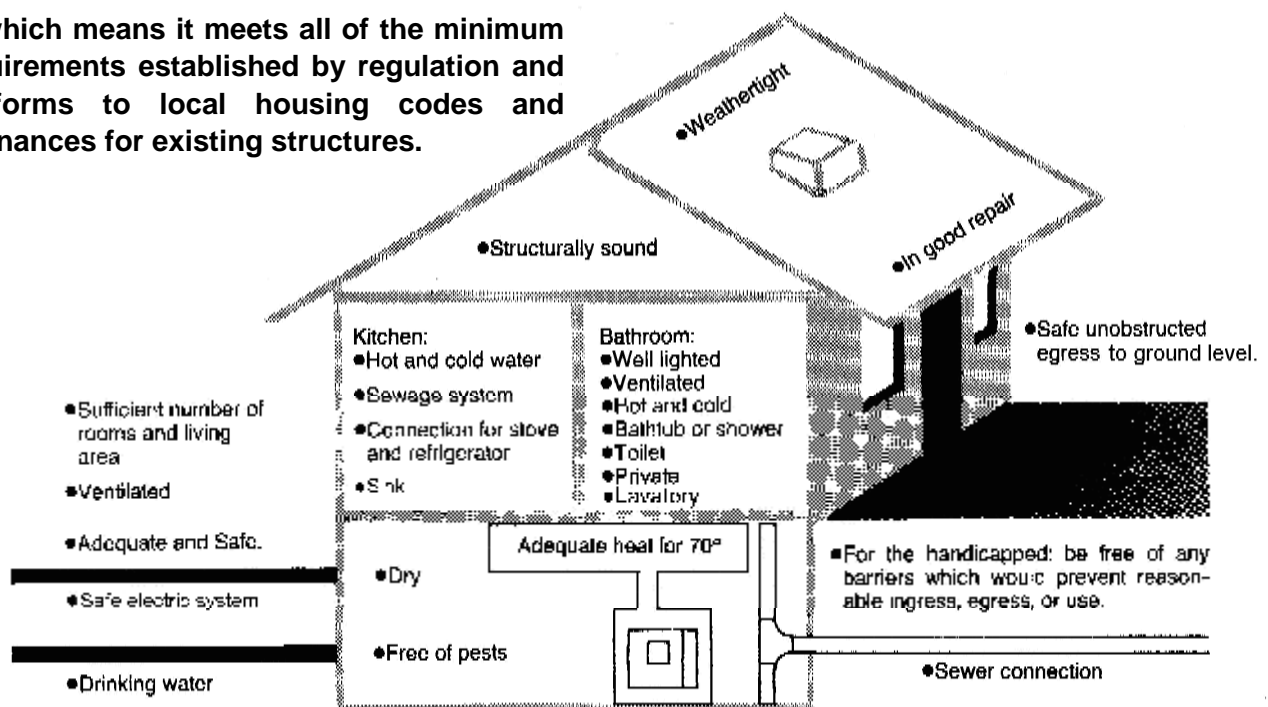 which means it meets all of the minimum
uirements established by regulation and
forms to local housing codes and
nances for existing structures.
●Weathertight
●In good repair
●Structurally sound
●Safe unobstructed
egress to ground level.
Kitchen:
●Hot and cold water
●Sewage system
●Connection for stove
and refrigerator
●Sink
Bathroom:
●Well lighted
●Ventilated
●Hot and cold
●Bathtub or shower
●Toilet
●Private
●Lavatory
●Sufficient number of
rooms and living
area
●Ventilated
●Adequate and Safe.
●Safe electric system
●Drinking water
●Dry
●Free of pests
Adequate heat for 70°
■For the handicapped: be free of any
barriers which would prevent reason-
able ingress, egress, or use.
●Sewer connection